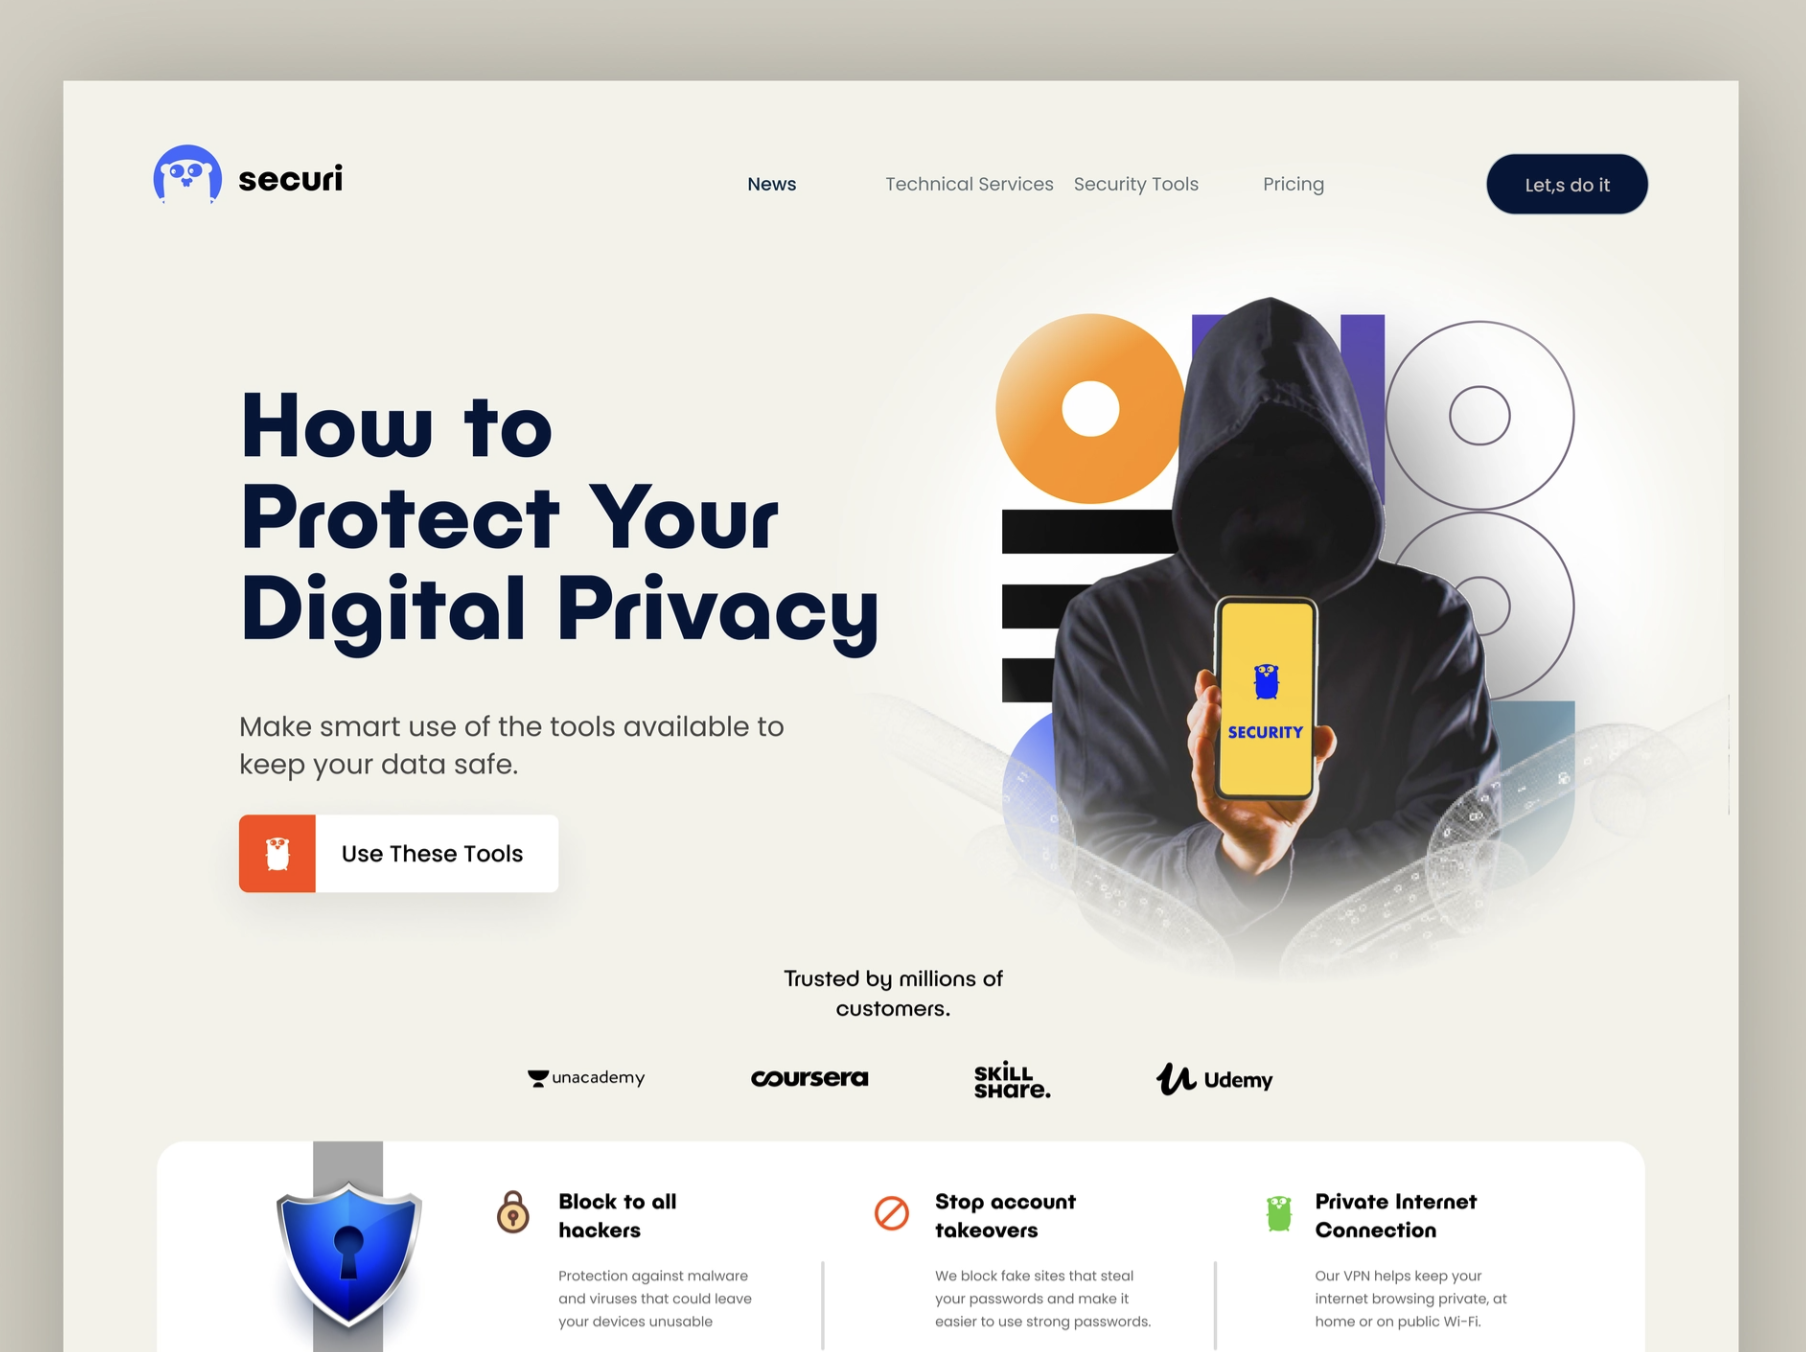 securi
News
Technical Services
Security Tools
Pricing
Let,s do it
How to
Protect Your
Digital Privacy
Make smart use of the tools available to
keep your data safe.
Use These Tools
SECURITY
Trusted by millions of
customers.
unacademy
coursera
SKILL
SHare.
Udemy
Block to all
hackers
Protection against malware
and viruses that could leave
your devices unusable
Stop account
takeovers
We block fake sites that steal
your passwords and make it
easier to use strong passwords.
Private Internet
Connection
Our VPN helps keep your
internet browsing private, at
home or on public Wi-Fi.